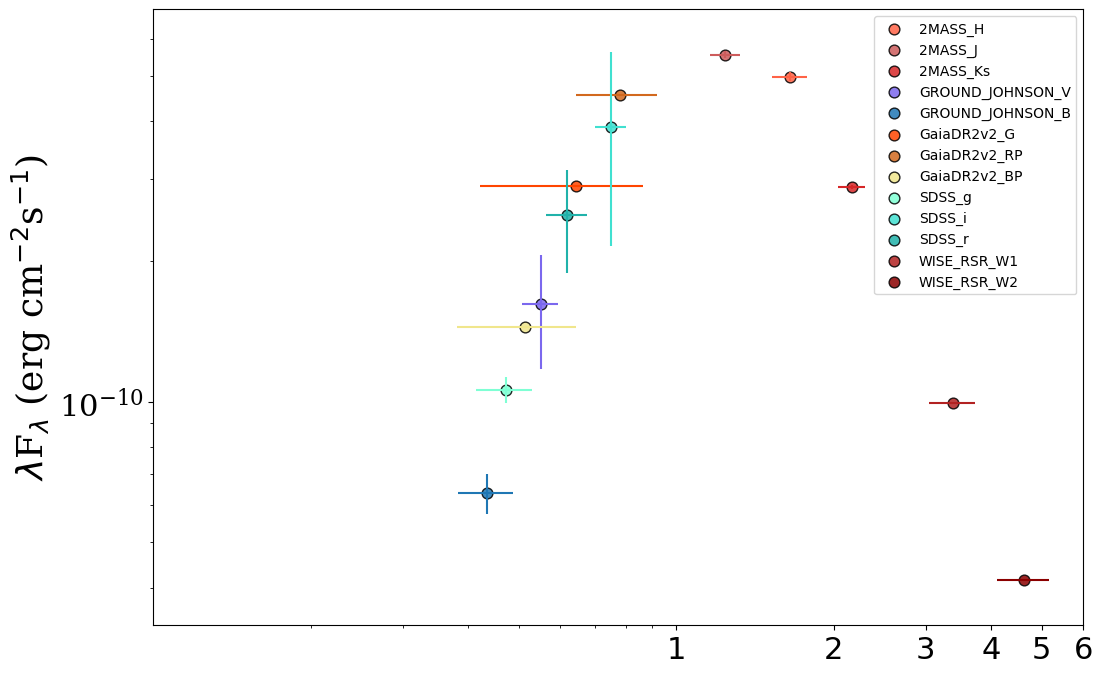 λF_λ (erg cm⁻²s⁻¹)
10⁻¹⁰
2MASS_H
2MASS_J
2MASS_Ks
GROUND_JOHNSON_V
GROUND_JOHNSON_B
GaiaDR2v2_G
GaiaDR2v2_RP
GaiaDR2v2_BP
SDSS_g
SDSS_i
SDSS_r
WISE_RSR_W1
WISE_RSR_W2
1 2 3 4 5 6